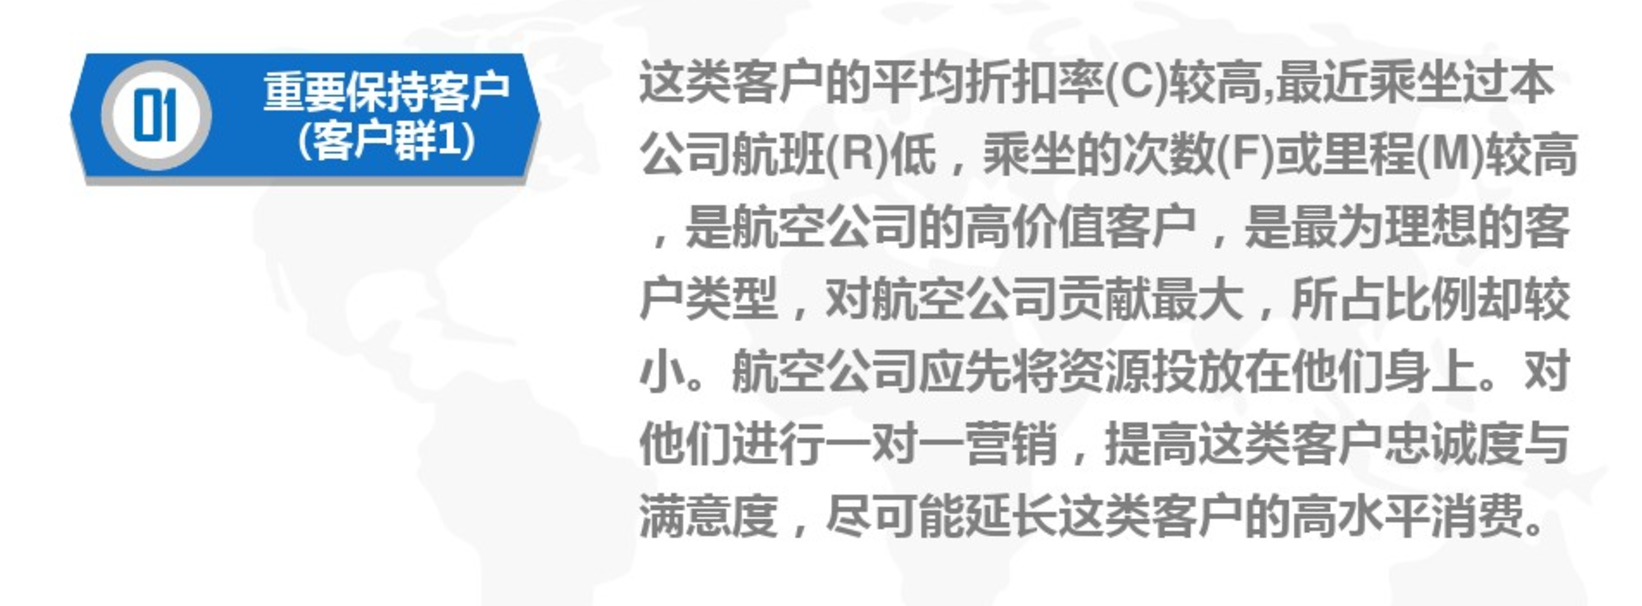 01
重要保持客户
(客户群1)
这类客户的平均折扣率(C)较高,最近乘坐过本
公司航班(R)低，乘坐的次数(F)或里程(M)较高
，是航空公司的高价值客户，是最为理想的客
户类型，对航空公司贡献最大，所占比例却较
小。航空公司应先将资源投放在他们身上。对
他们进行一对一营销，提高这类客户忠诚度与
满意度，尽可能延长这类客户的高水平消费。